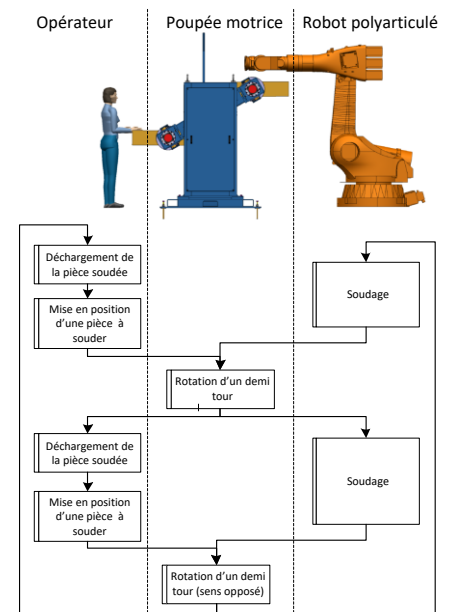 Opérateur
Poupée motrice
Robot polyarticulé
Déchargement de
la pièce soudée
Mise en position
d'une pièce à
souder
Soudage
Rotation d'un demi
tour
Déchargement de
la pièce soudée
Mise en position
d'une pièce à
souder
Soudage
Rotation d'un demi
tour (sens opposé)